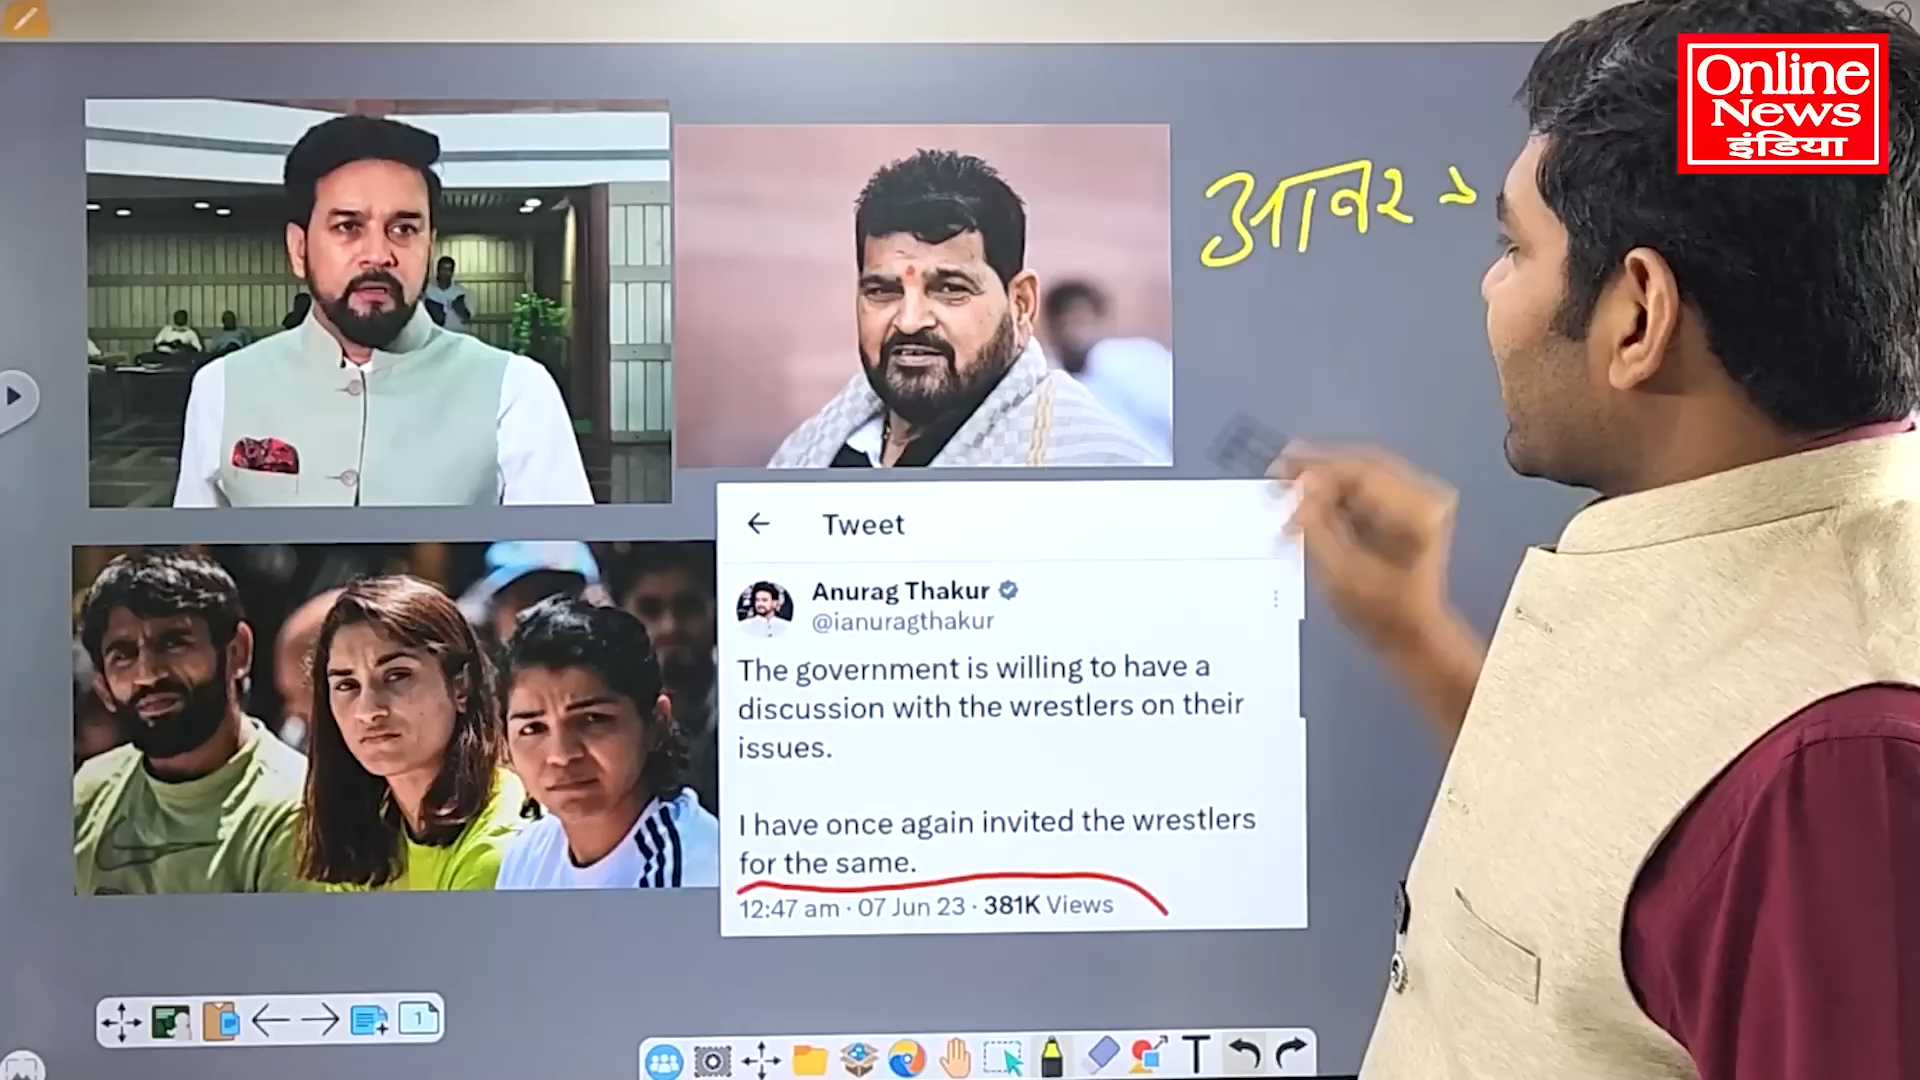 Online
News
इंडिया
Tweet
Anurag Thakur
@ianuragthakur
The government is willing to have a
discussion with the wrestlers on their
issues.
I have once again invited the wrestlers
for the same.
12:47 am · 07 Jun 23 · 381K Views
1
T